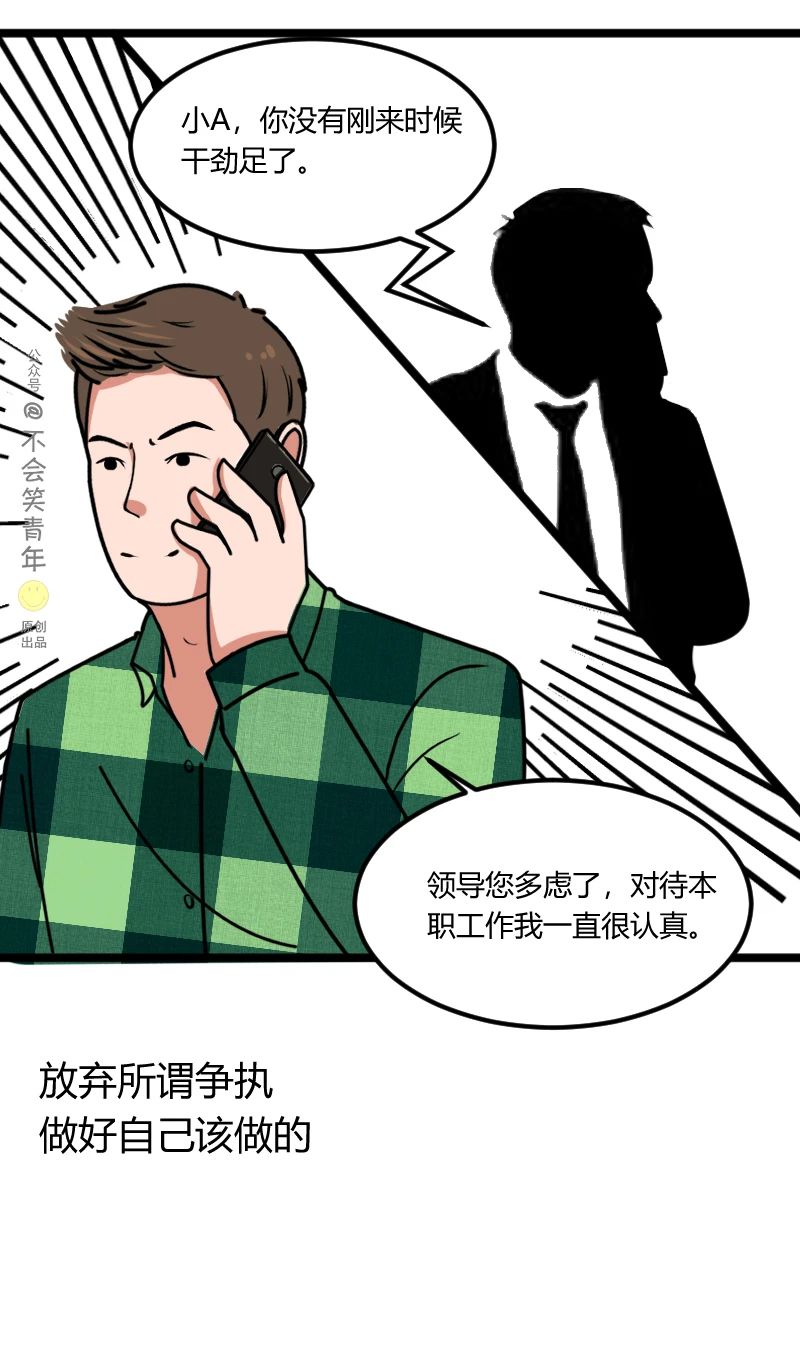 小A，你没有刚来时候
干劲足了。
公众号
@不会笑青年
原创
出品
领导您多虑了，对待本
职工作我一直很认真。
放弃所谓争执
做好自己该做的